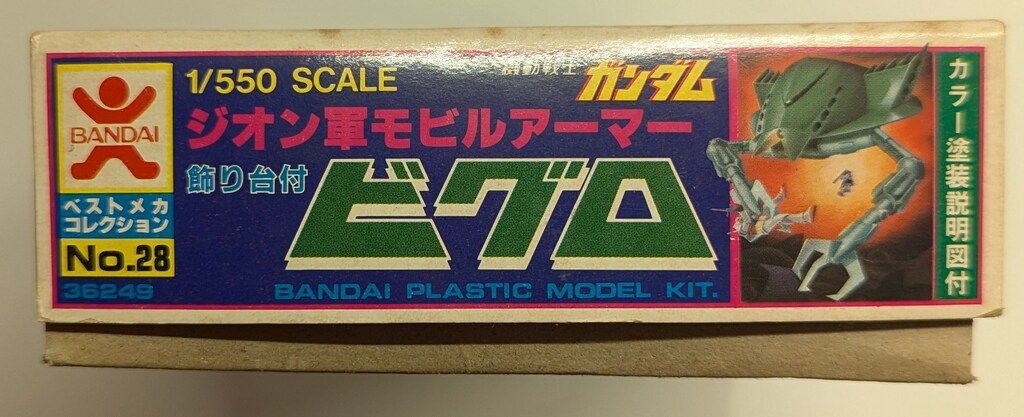 BANDAI
ベストメカ
コレクション
No.28
36249
1/550 SCALE
機動戦士 ガンダム
ジオン軍モビルアーマー
飾り台付
ビグロ
BANDAI PLASTIC MODEL KIT.
カラー塗装説明図付